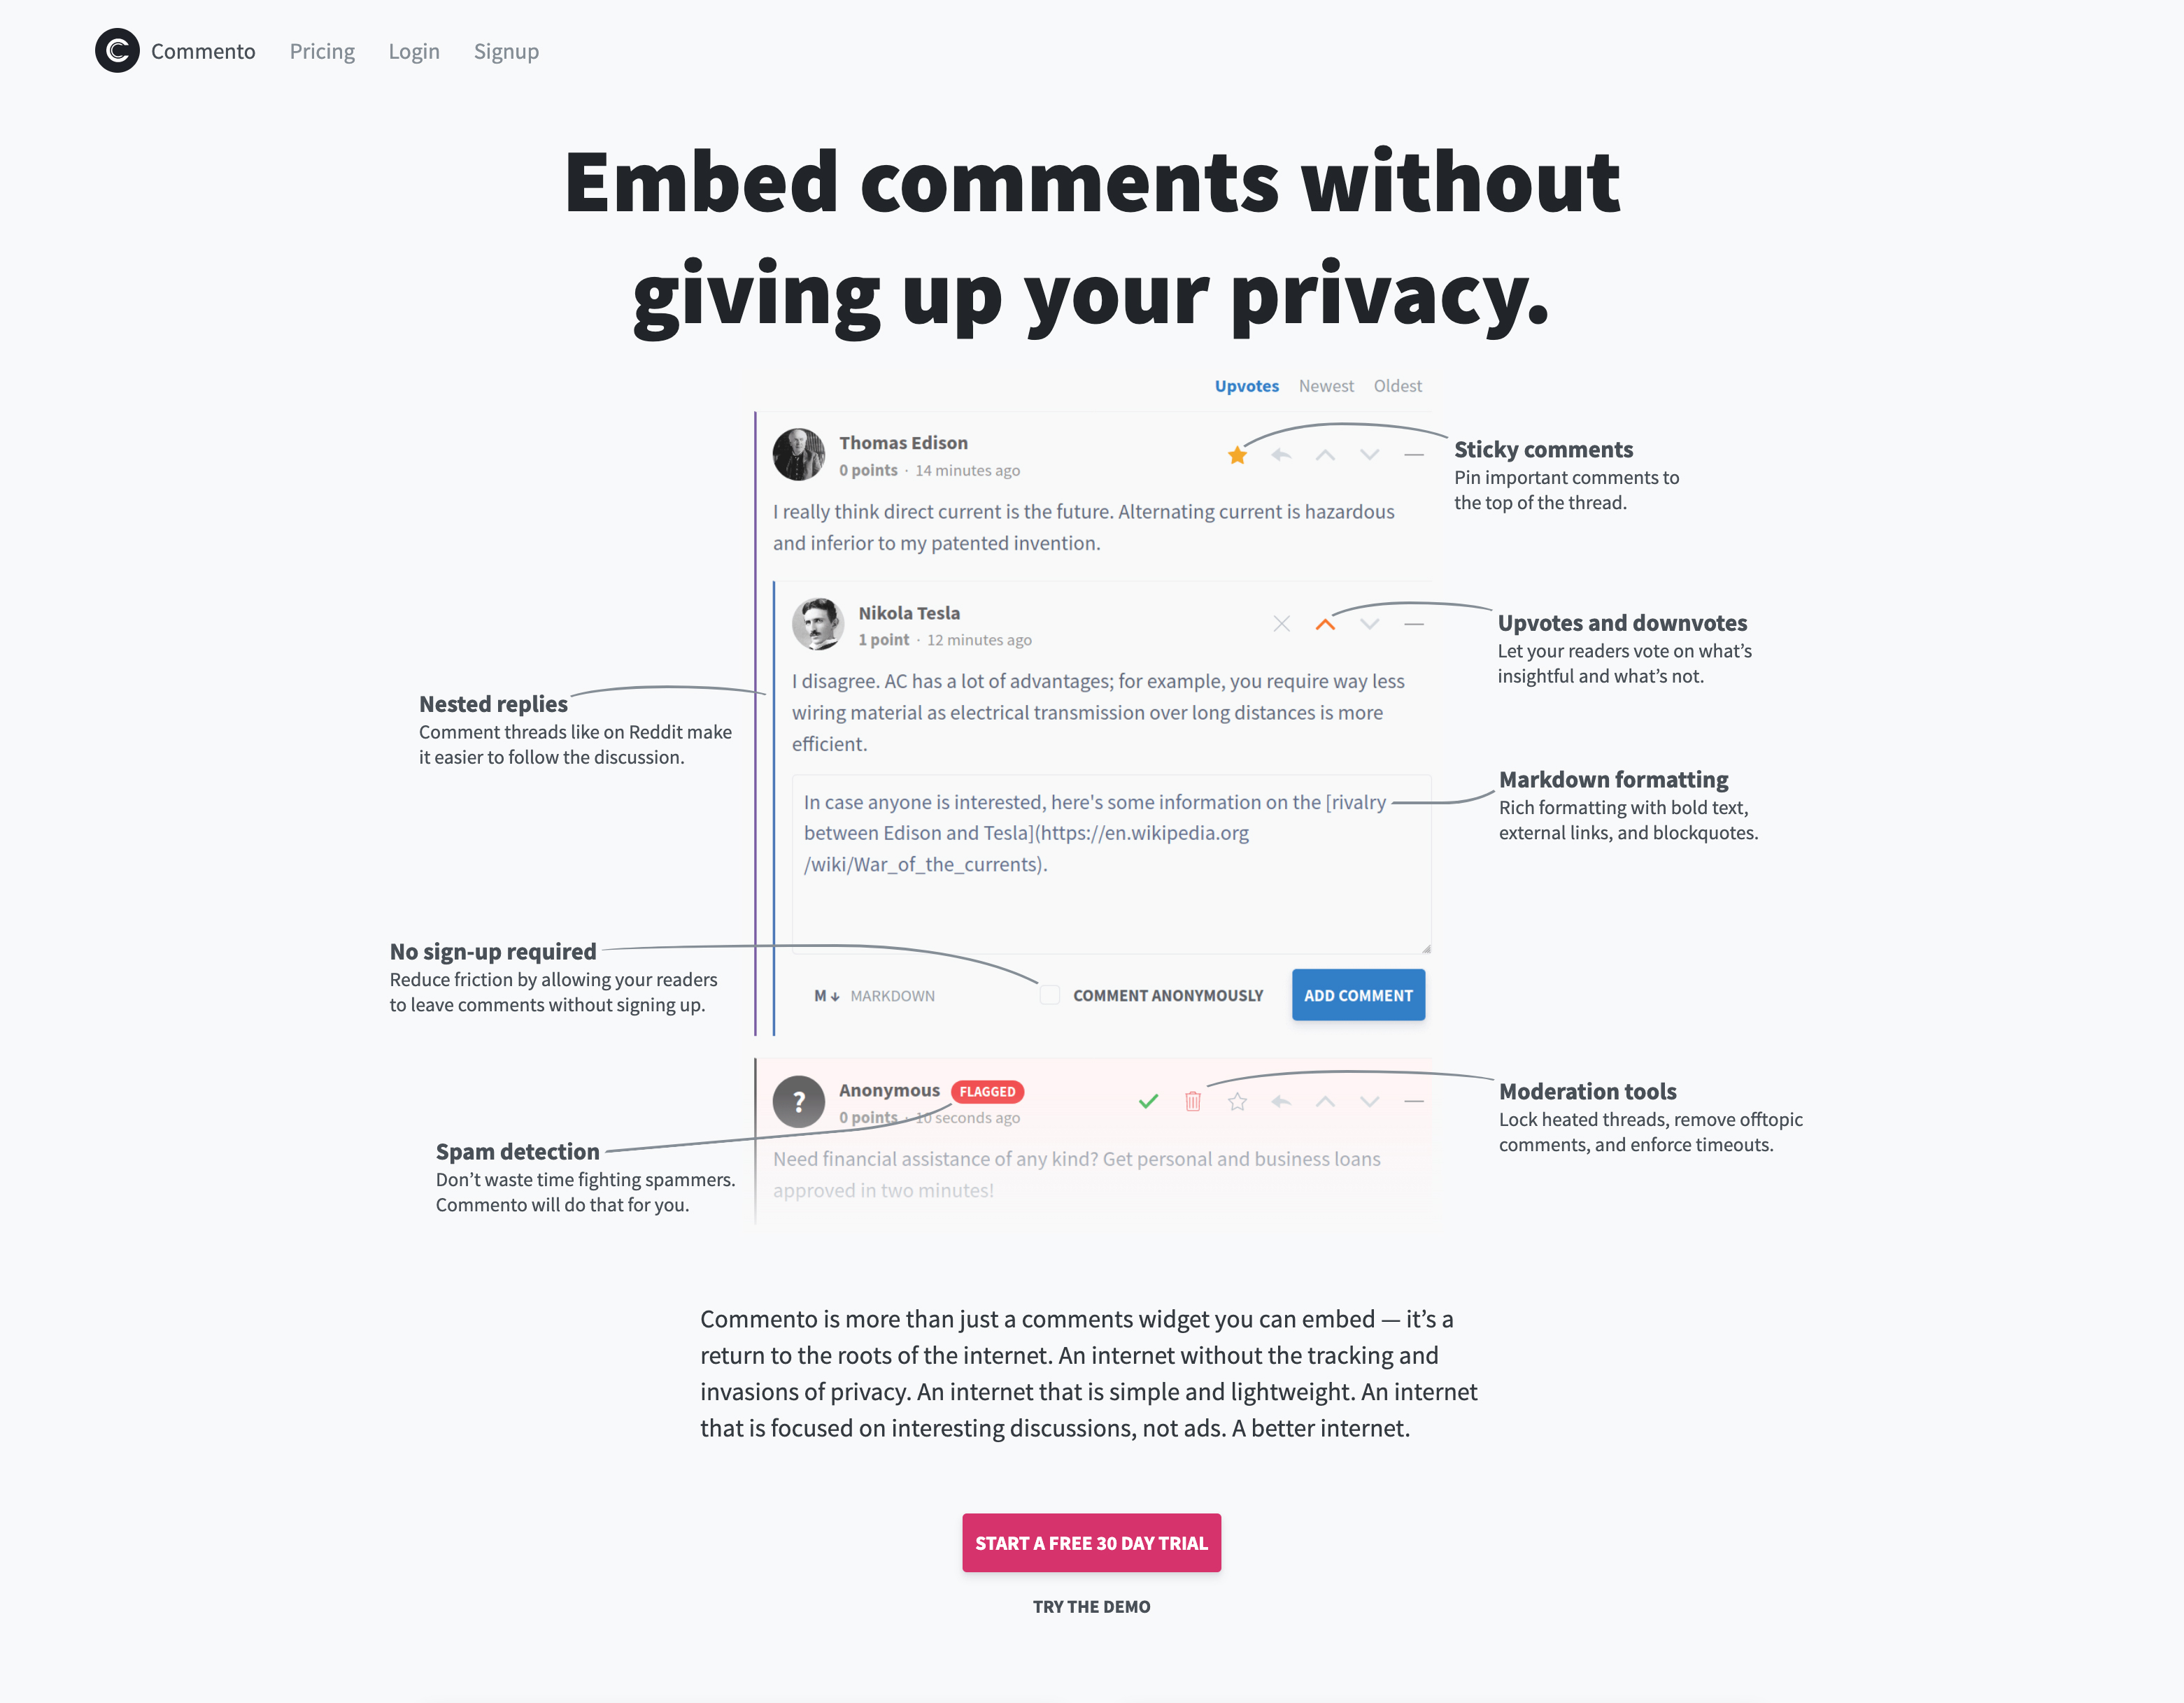 Commento Pricing Login Signup
Embed comments without
giving up your privacy.
Upvotes Newest Oldest
Thomas Edison
0 points · 14 minutes ago
I really think direct current is the future. Alternating current is hazardous
and inferior to my patented invention.
Sticky comments
Pin important comments to
the top of the thread.
Nikola Tesla
1 point · 12 minutes ago
I disagree. AC has a lot of advantages; for example, you require way less
wiring material as electrical transmission over long distances is more
efficient.
Upvotes and downvotes
Let your readers vote on what’s
insightful and what’s not.
Nested replies
Comment threads like on Reddit make
it easier to follow the discussion.
In case anyone is interested, here's some information on the [rivalry
between Edison and Tesla](https://en.wikipedia.org
/wiki/War_of_the_currents).
Markdown formatting
Rich formatting with bold text,
external links, and blockquotes.
No sign-up required
Reduce friction by allowing your readers
to leave comments without signing up.
M↓ MARKDOWN COMMENT ANONYMOUSLY ADD COMMENT
? Anonymous FLAGGED
0 points · 10 seconds ago
Need financial assistance of any kind? Get personal and business loans
approved in two minutes!
Moderation tools
Lock heated threads, remove offtopic
comments, and enforce timeouts.
Spam detection
Don’t waste time fighting spammers.
Commento will do that for you.
Commento is more than just a comments widget you can embed — it’s a
return to the roots of the internet. An internet without the tracking and
invasions of privacy. An internet that is simple and lightweight. An internet
that is focused on interesting discussions, not ads. A better internet.
START A FREE 30 DAY TRIAL
TRY THE DEMO